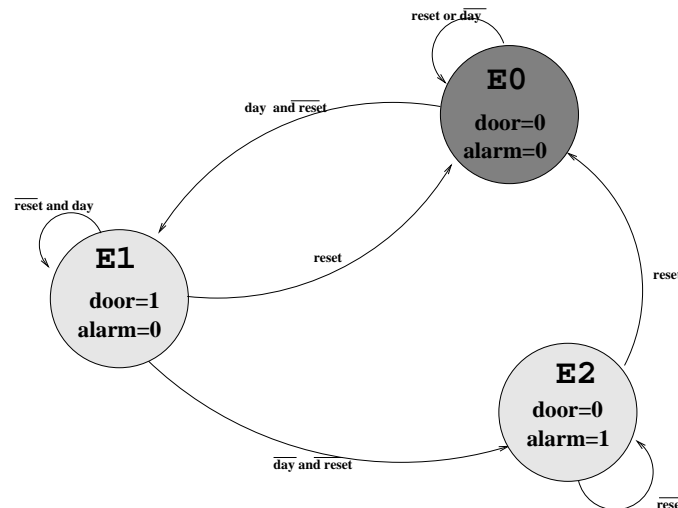 reset or day
E0
door=0
alarm=0
day and reset
reset and day
E1
door=1
alarm=0
reset
reset
E2
door=0
alarm=1
day and reset